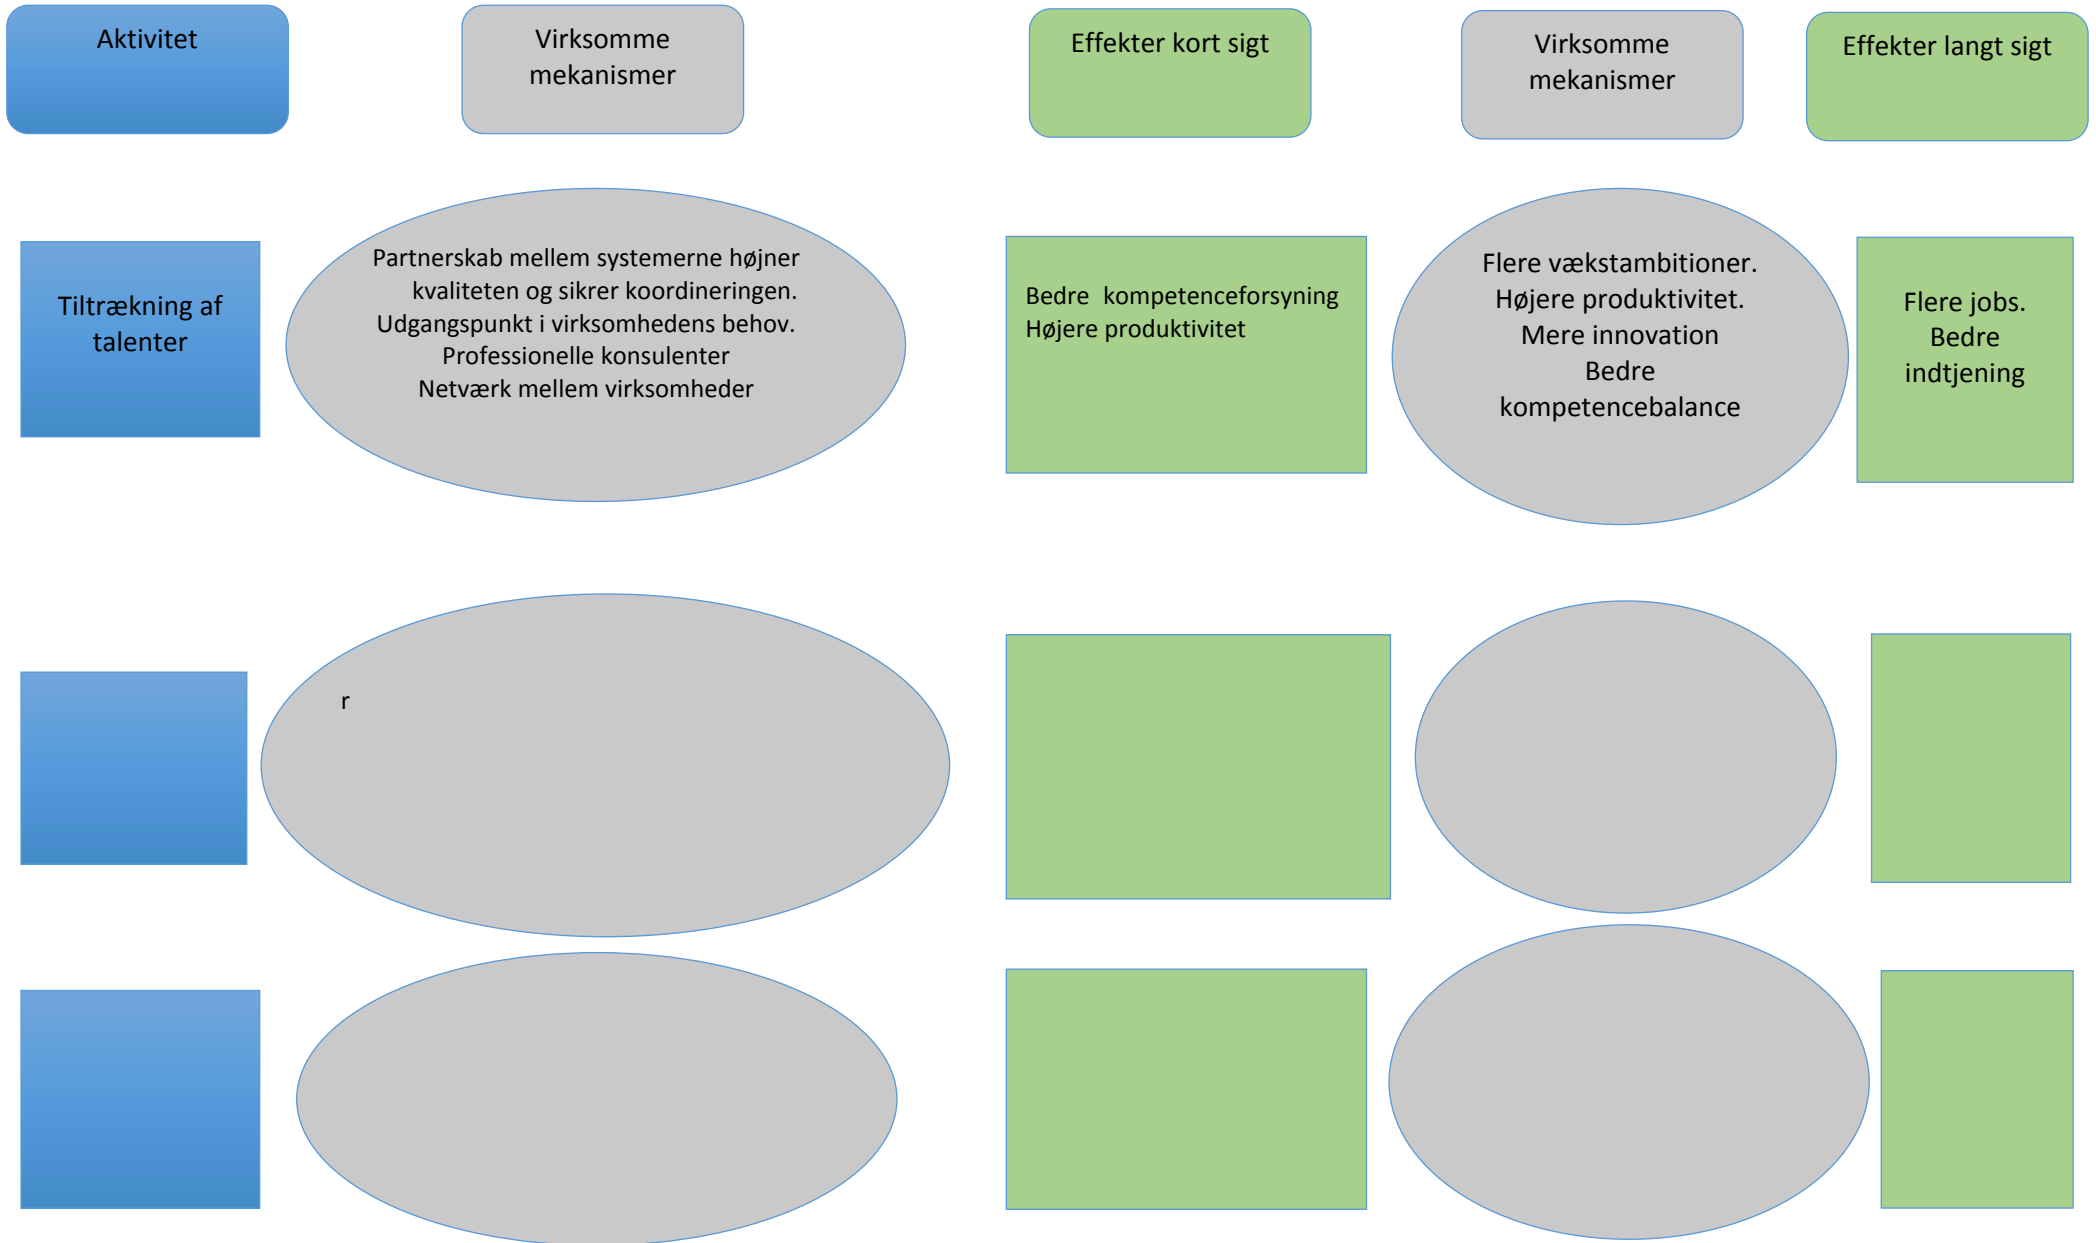 Aktivitet
Virksomme
mekanismer
Effekter kort sigt
Virksomme
mekanismer
Effekter langt sigt
Tiltrækning af
talenter
Partnerskab mellem systemerne højner
kvaliteten og sikrer koordineringen.
Udgangspunkt i virksomhedens behov.
Professionelle konsulenter
Netværk mellem virksomheder
Bedre kompetenceforsyning
Højere produktivitet
Flere vækstambitioner.
Højere produktivitet.
Mere innovation
Bedre
kompetencebalance
Flere jobs.
Bedre
indtjening
r